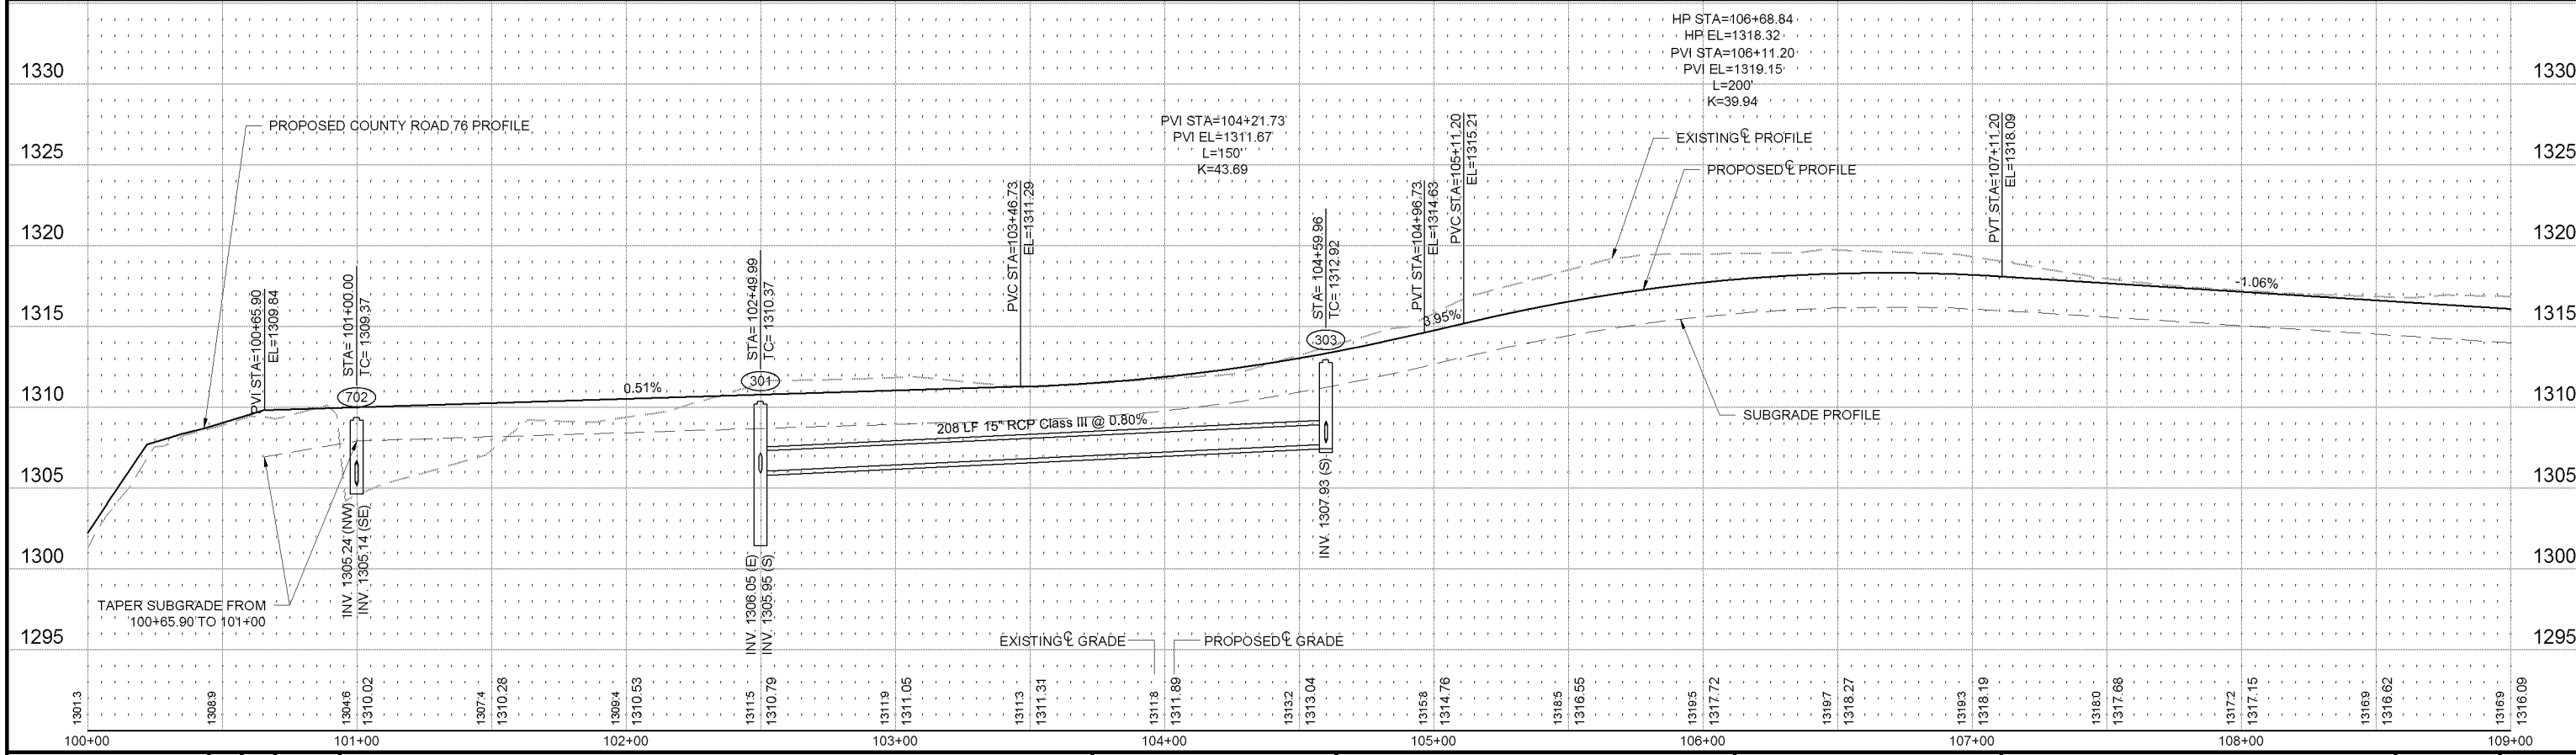 HP STA=106+68.84
HP EL=1318.32
PVI STA=106+11.20
PVI EL=1319.15
L=200'
K=39.94
1330
1330
PROPOSED COUNTY ROAD 76 PROFILE
PVI STA=104+21.73
PVI EL=1311.67
L=150'
K=43.69
EXISTING ℄ PROFILE
PROPOSED ℄ PROFILE
1325
1325
1320
1320
PVI STA=100+65.90
EL=1309.84
STA= 101+00.00
TC= 1309.37
702
STA= 102+49.99
TC= 1310.37
301
PVC STA=103+46.73
EL=1311.29
STA= 104+59.96
TC= 1312.92
303
PVT STA=104+96.73
EL=1314.63
PVC STA=105+11.20
EL=1315.21
PVT STA=107+11.20
EL=1318.09
1315
1315
0.51%
3.95%
-1.06%
1310
1310
208 LF 15" RCP Class III @ 0.80%
SUBGRADE PROFILE
1305
1305
INV. 1305.24 (NW)
INV. 1305.14 (SE)
INV. 1306.05 (E)
INV. 1305.95 (S)
INV. 1307.93 (S)
1300
1300
TAPER SUBGRADE FROM
100+65.90 TO 101+00
1295
1295
EXISTING ℄ GRADE
PROPOSED ℄ GRADE
1301.3
1308.9
1304.6
1310.02
1307.4
1310.28
1309.4
1310.53
1311.5
1310.79
1311.9
1311.05
1311.3
1311.31
1311.8
1311.89
1313.2
1313.04
1315.8
1314.76
1318.5
1316.55
1319.5
1317.72
1319.7
1318.27
1319.3
1318.19
1318.0
1317.68
1317.2
1317.15
1316.9
1316.62
1316.9
1316.09
100+00
101+00
102+00
103+00
104+00
105+00
106+00
107+00
108+00
109+00